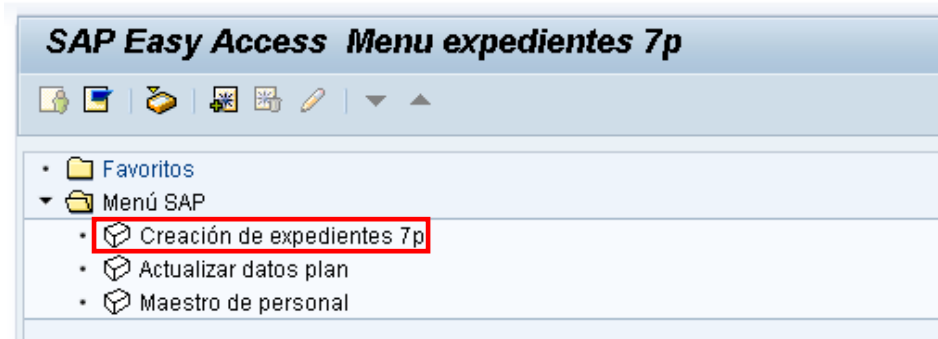 SAP Easy Access Menu expedientes 7p
Favoritos
Menú SAP
Creación de expedientes 7p
Actualizar datos plan
Maestro de personal